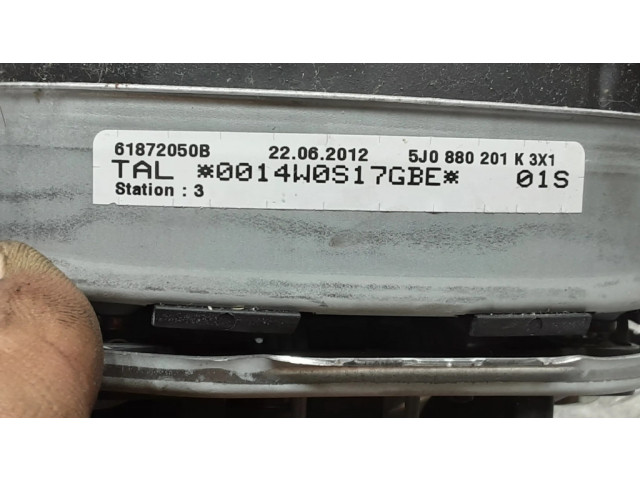 61872050B 22.06.2012 5J0 880 201 K 3X1
TAL *0014W0S17GBE* 01S
Station : 3